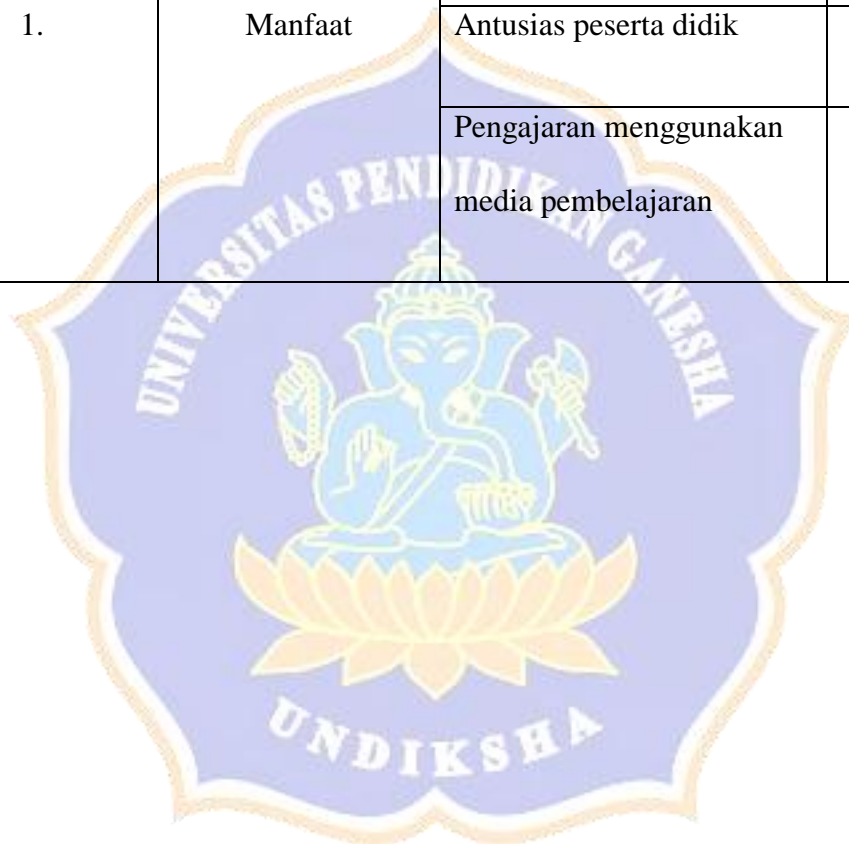 1. Manfaat Antusias peserta didik
Pengajaran menggunakan
media pembelajaran
UNIVERSITAS PENDIDIKAN GANESHA
UNDIKSHA